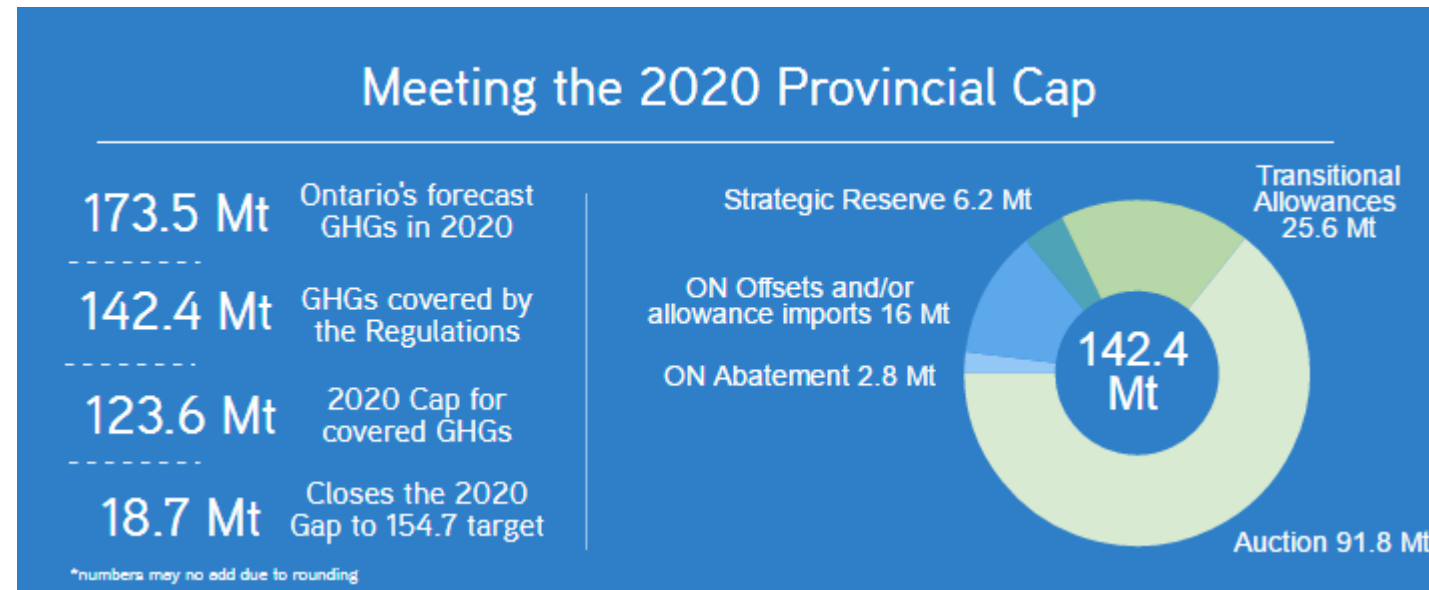 Meeting the 2020 Provincial Cap
173.5 Mt
Ontario's forecast
GHGs in 2020
142.4 Mt
GHGs covered by
the Regulations
123.6 Mt
2020 Cap for
covered GHGs
18.7 Mt
Closes the 2020
Gap to 154.7 target
*numbers may no add due to rounding
Strategic Reserve 6.2 Mt
ON Offsets and/or
allowance imports 16 Mt
ON Abatement 2.8 Mt
142.4
Mt
Transitional
Allowances
25.6 Mt
Auction 91.8 Mt